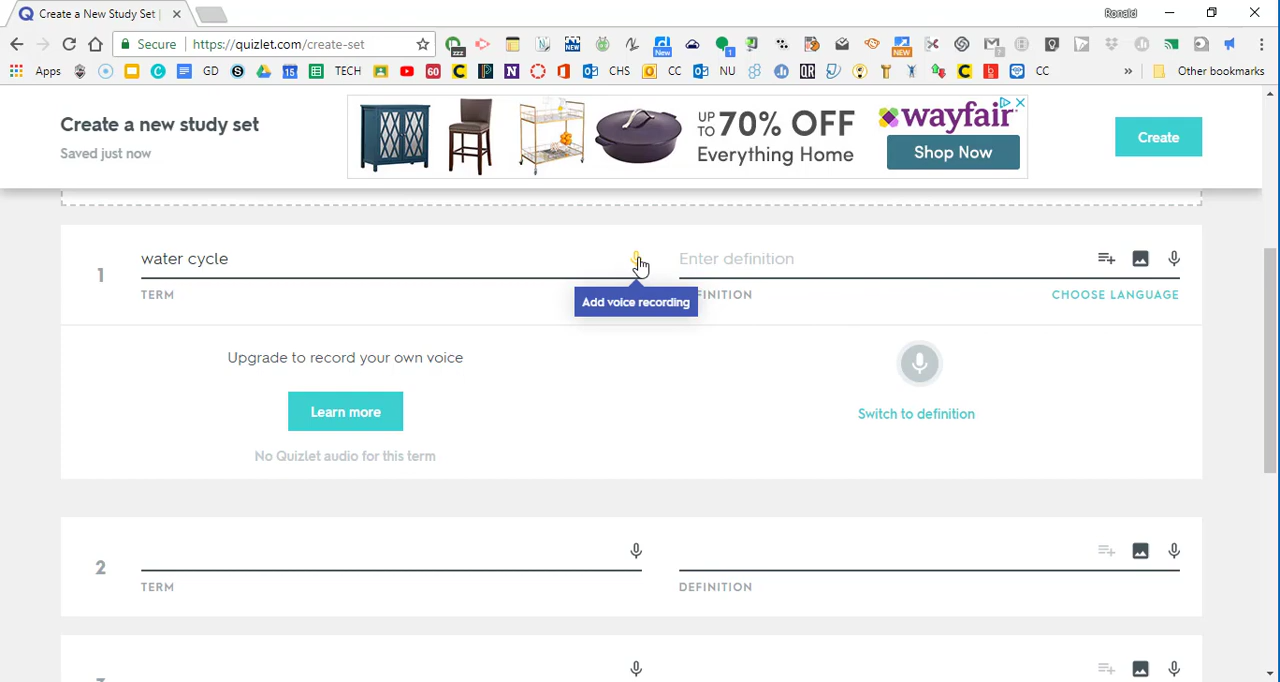 Create a New Study Set
Ronald
Secure https://quizlet.com/create-set
Apps GD 15 TECH 60 CHS CC NU CC » Other bookmarks
Create a new study set
Saved just now
UP TO 70% OFF
Everything Home
wayfair
Shop Now
Create
1
water cycle
Enter definition
TERM
Add voice recording
FINITION
CHOOSE LANGUAGE
Upgrade to record your own voice
Learn more
No Quizlet audio for this term
Switch to definition
2
TERM
DEFINITION